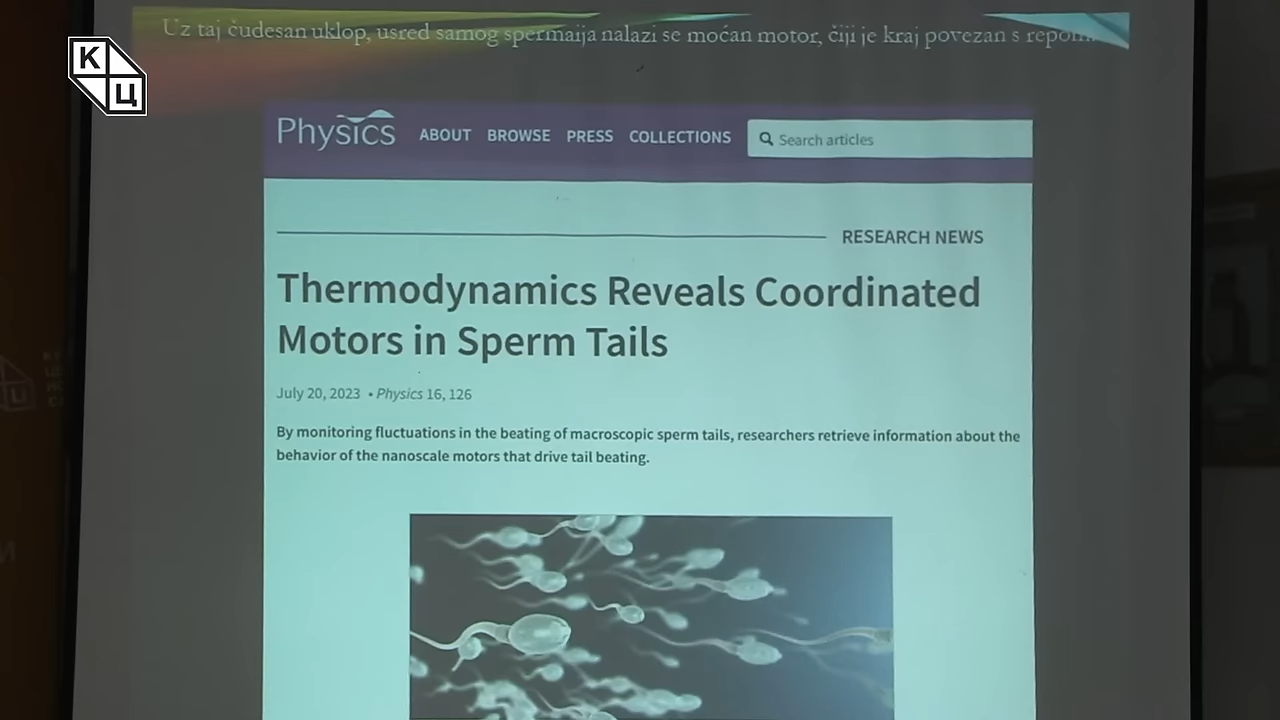 К
Ц
Uz taj čudesan uklop, usred samog spermaija nalazi se moćan motor, čiji je kraj povezan s repom
Physics ABOUT BROWSE PRESS COLLECTIONS Search articles
RESEARCH NEWS
Thermodynamics Reveals Coordinated
Motors in Sperm Tails
July 20, 2023 • Physics 16, 126
By monitoring fluctuations in the beating of macroscopic sperm tails, researchers retrieve information about the
behavior of the nanoscale motors that drive tail beating.